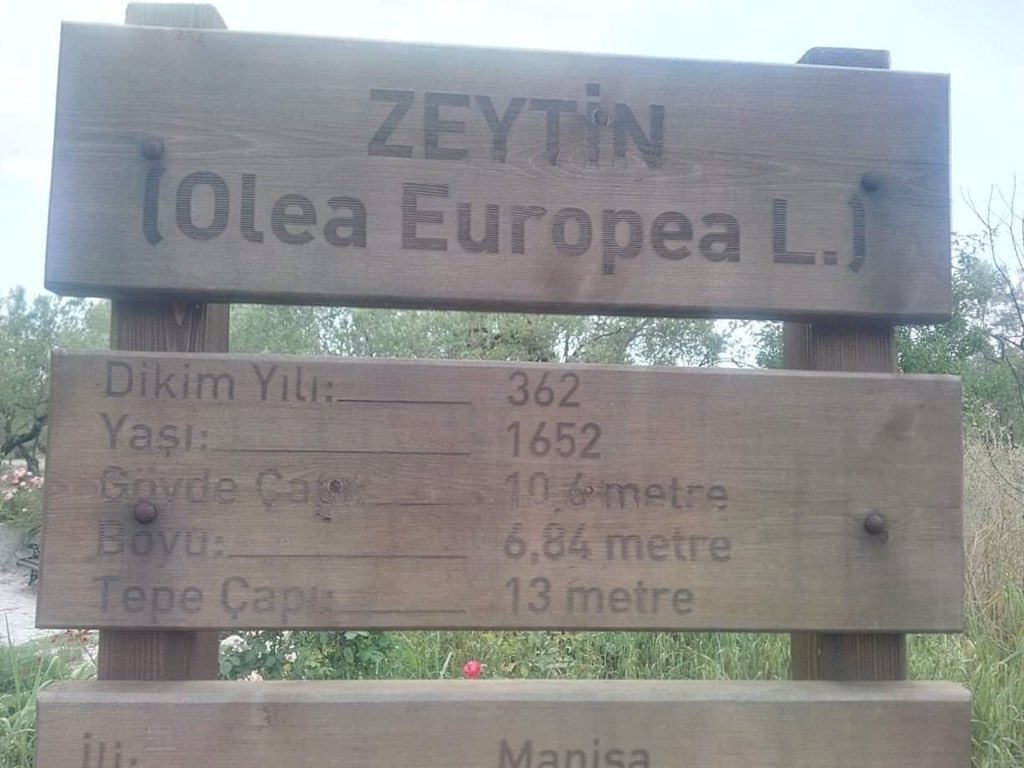 ZEYTİN
(Olea Europea L.)
Dikim Yılı: 362
Yaşı: 1652
Gövde Çapı: 10,6 metre
Boyu: 6,84 metre
Tepe Çapı: 13 metre
İli: Manisa